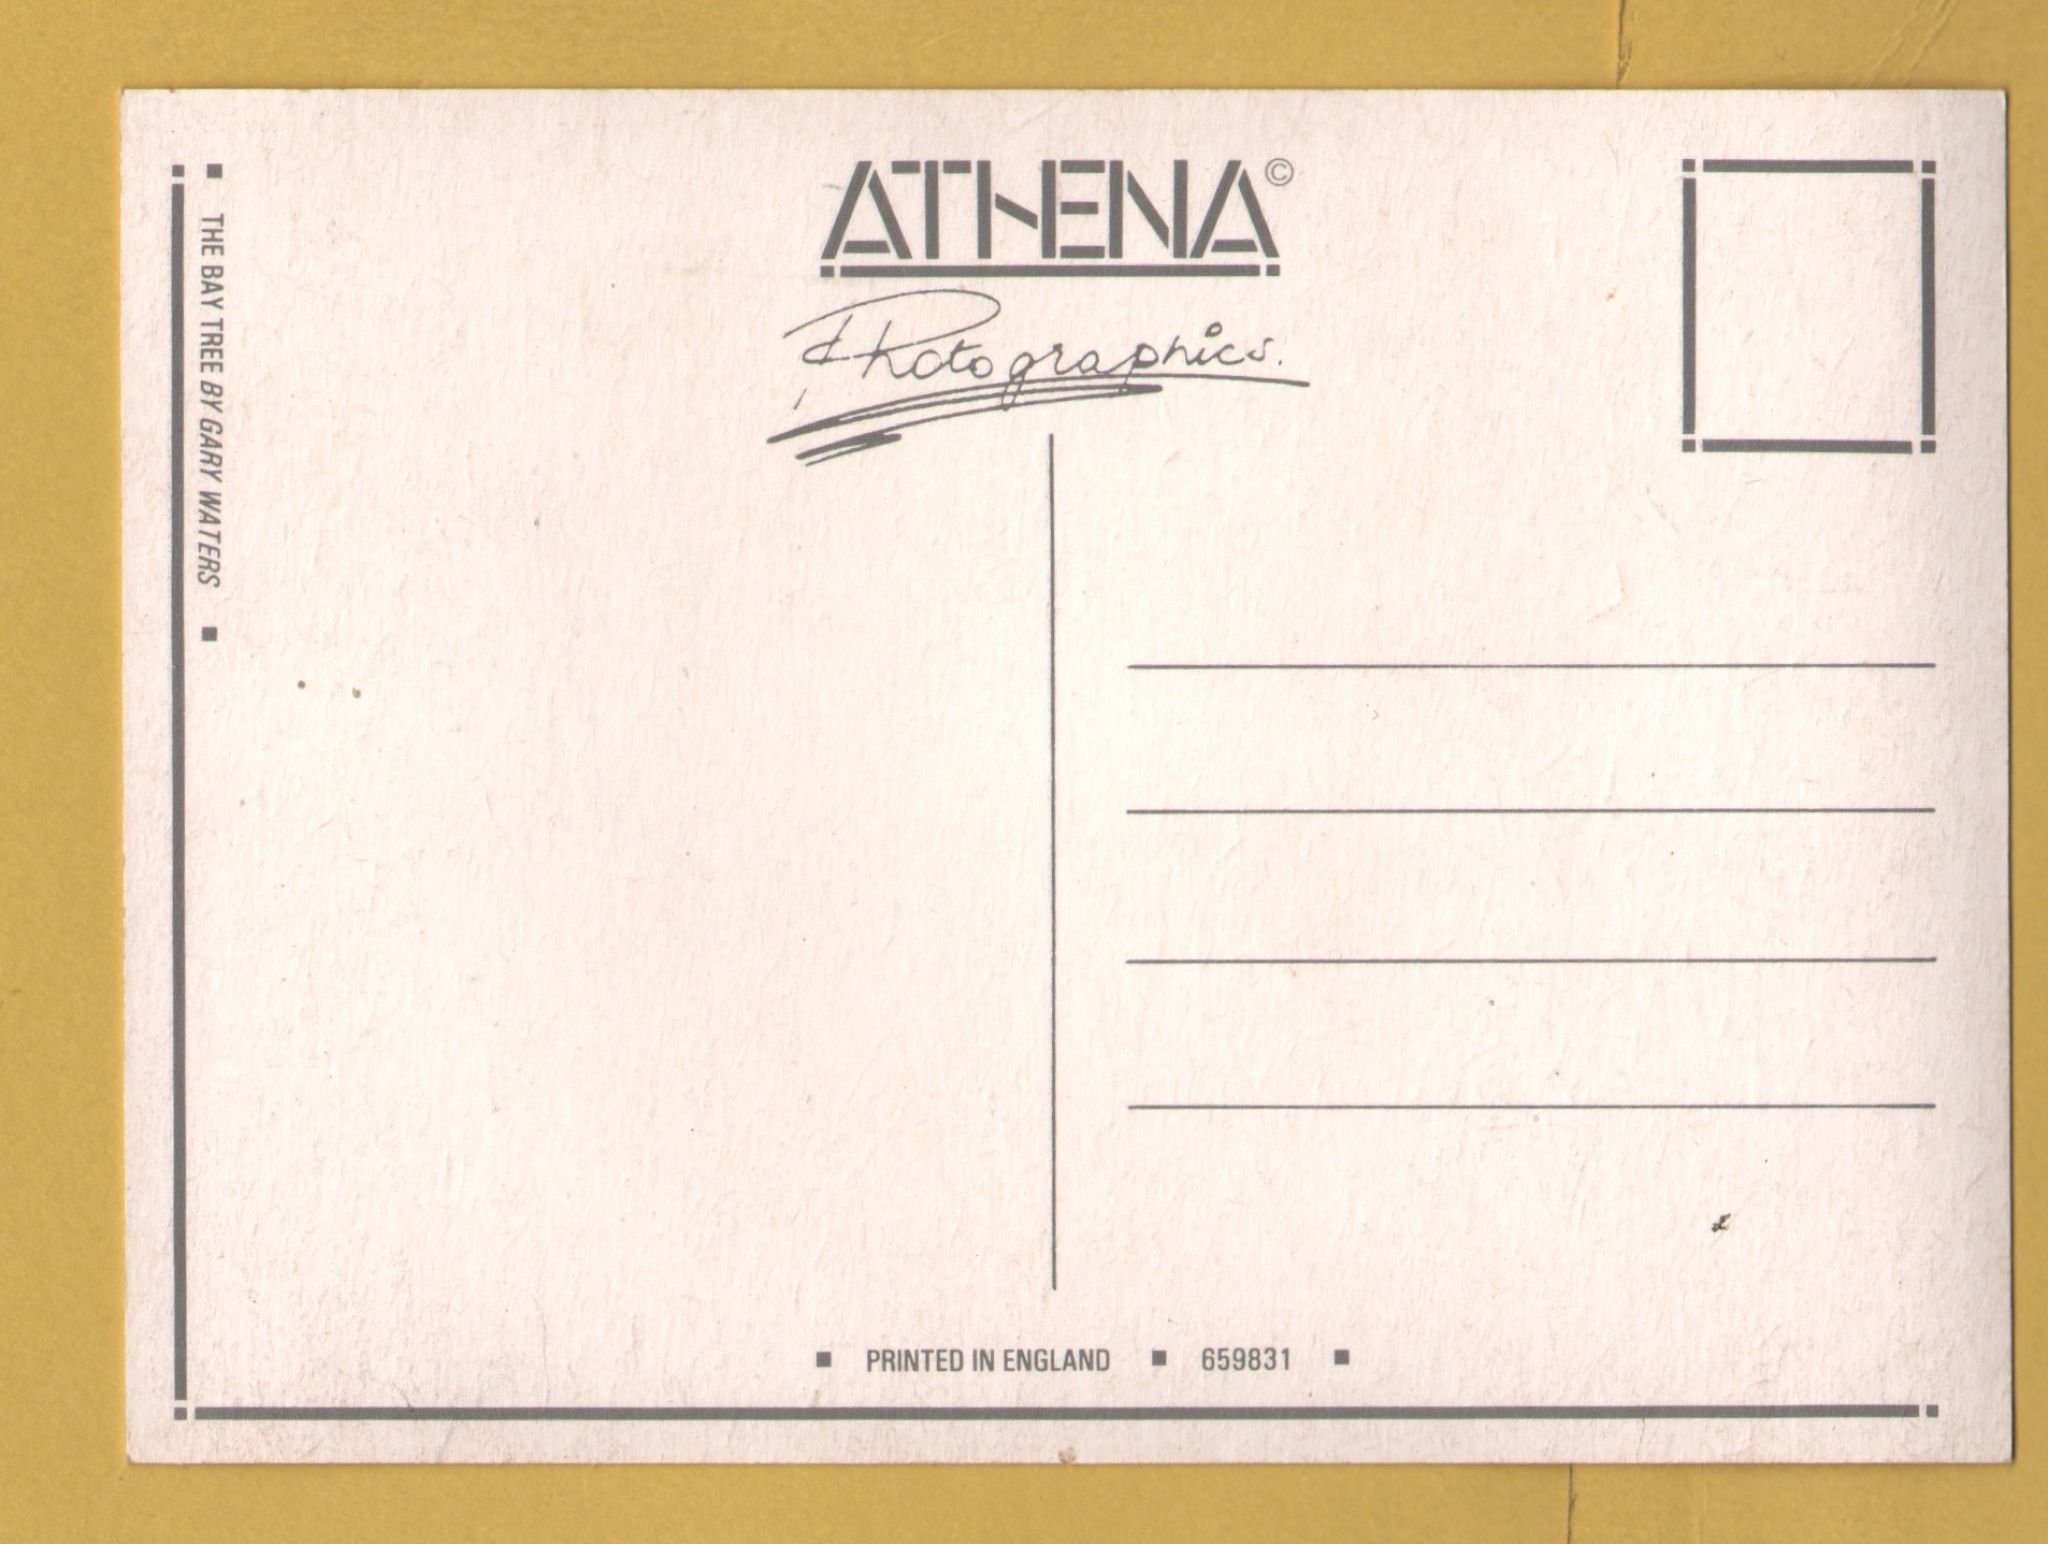 ATHENA©
Photographics.
THE BAY TREE BY GARY WATERS
PRINTED IN ENGLAND ▪ 659831